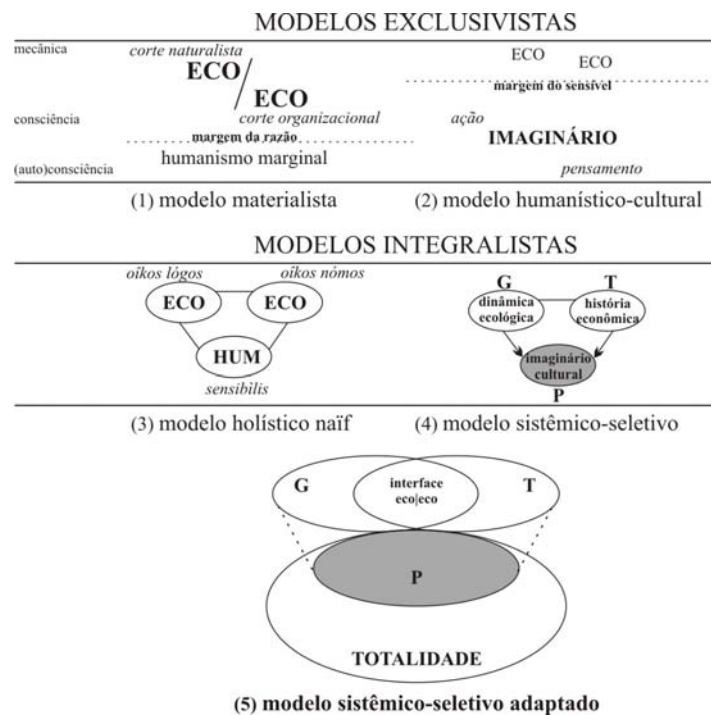 MODELOS EXCLUSIVISTAS
mecânica
corte naturalista
ECO
ECO
corte organizacional
consciência
margem da razão
humanismo marginal
(auto)consciência
ECO
ECO
margem do sensível
ação
IMAGINÁRIO
pensamento
(1) modelo materialista
(2) modelo humanístico-cultural
MODELOS INTEGRALISTAS
oíkos lógos
oíkos nómos
ECO
ECO
HUM
sensibìlis
G
T
dinâmica
ecológica
história
econômica
imaginário
cultural
P
(3) modelo holístico naïf
(4) modelo sistêmico-seletivo
G
interface
eco|eco
T
P
TOTALIDADE
(5) modelo sistêmico-seletivo adaptado